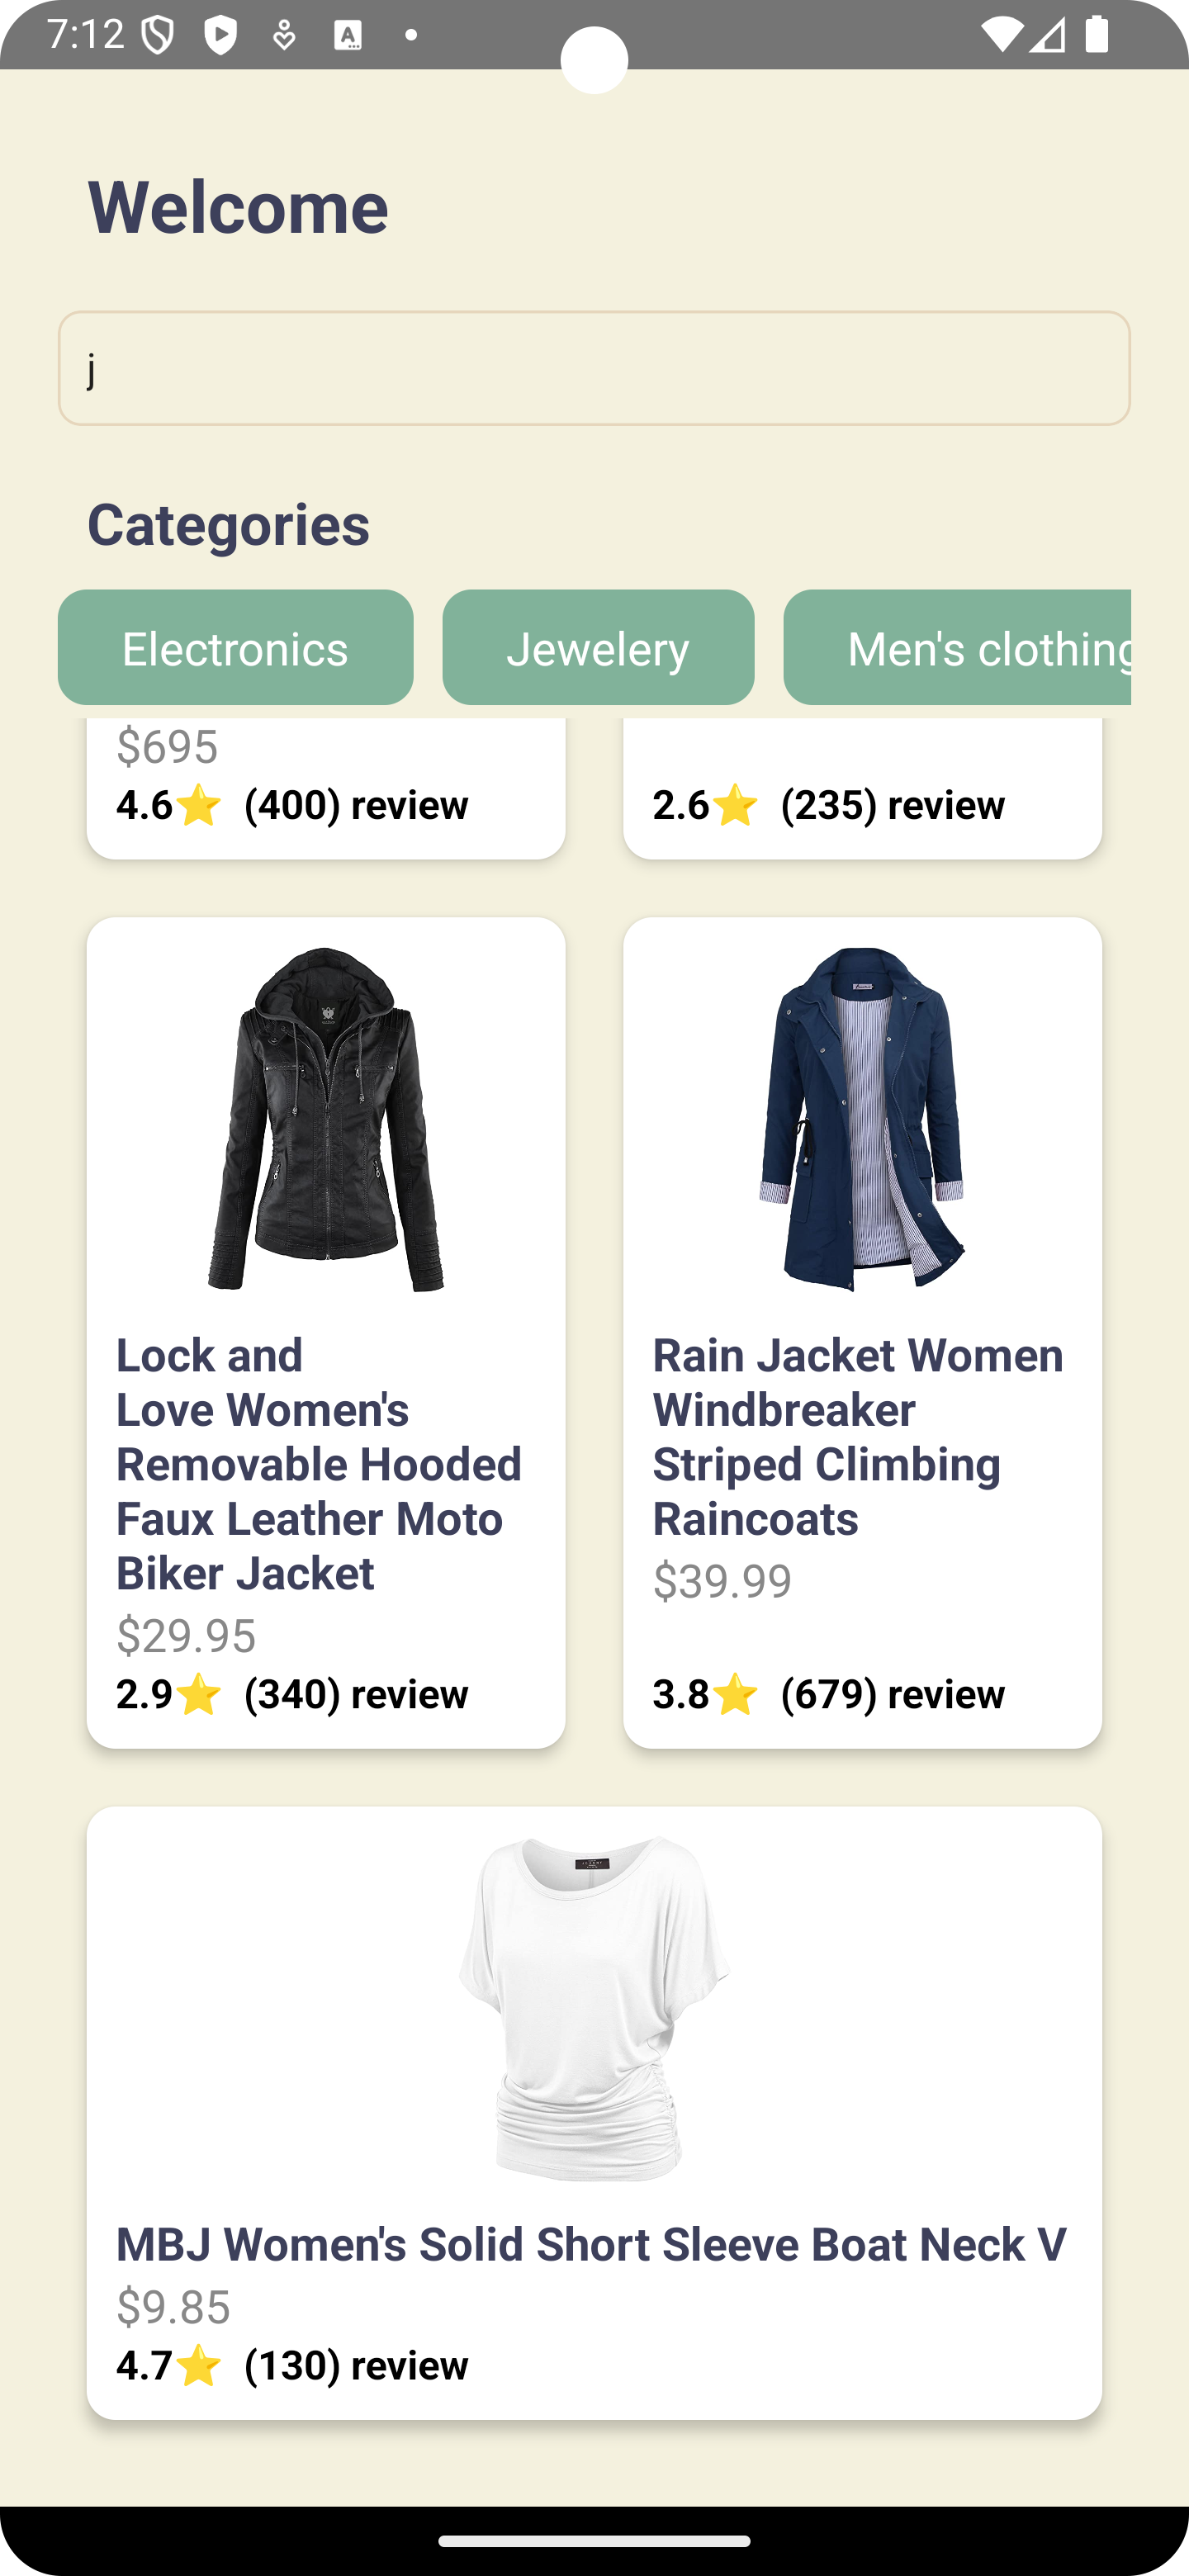 7:12
Welcome
j
Categories
Electronics
Jewelery
Men's clothing
$695
4.6 (400) review
2.6 (235) review
Lock and
Love Women's
Removable Hooded
Faux Leather Moto
Biker Jacket
$29.95
2.9 (340) review
Rain Jacket Women
Windbreaker
Striped Climbing
Raincoats
$39.99
3.8 (679) review
MBJ Women's Solid Short Sleeve Boat Neck V
$9.85
4.7 (130) review